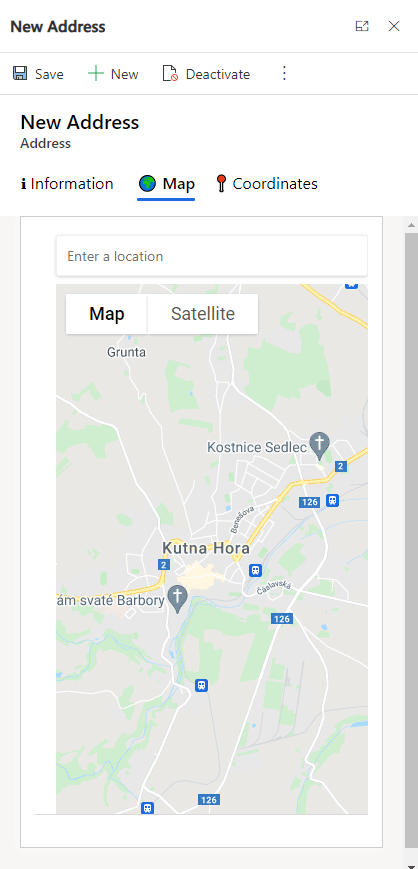 New Address
Save New Deactivate
New Address
Address
Information Map Coordinates
Enter a location
Map Satellite
Grunta
Kostnice Sedlec
2
126
Benešova
Kutna Hora
2
Čáslavská
ám svaté Barbory
126
126